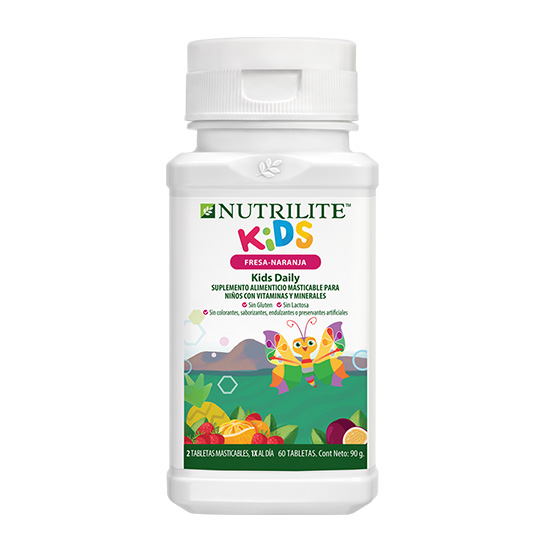 NUTRILITE™
KiDS
FRESA-NARANJA
Kids Daily
SUPLEMENTO ALIMENTICIO MASTICABLE PARA
NIÑOS CON VITAMINAS Y MINERALES
Sin Gluten Sin Lactosa
Sin colorantes, saborizantes, endulzantes o preservantes artificiales
2 TABLETAS MASTICABLES, 1X AL DÍA 60 TABLETAS. Cont Neto: 90 g.